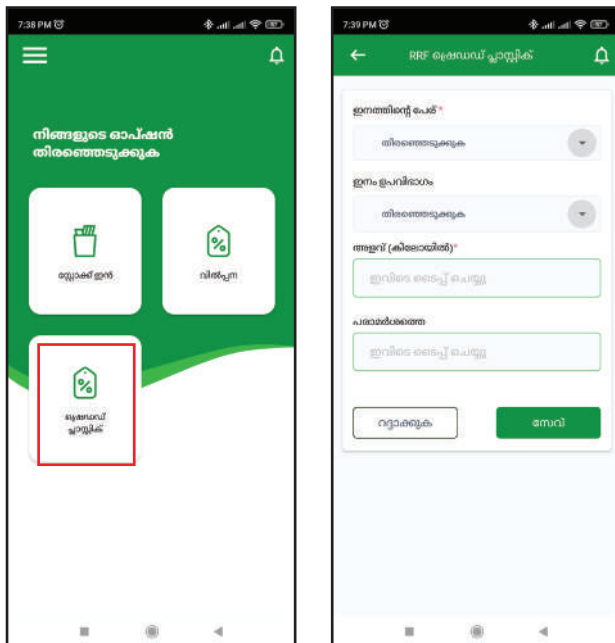 7:38 PM
നിങ്ങളുടെ ഓപ്ഷൻ
തിരഞ്ഞെടുക്കുക
സ്റ്റോക്ക് ഇൻ
വിൽപ്പന
ഷ്രെഡഡ്
പ്ലാസ്റ്റിക്
7:39 PM
RRF ഷ്രെഡഡ് പ്ലാസ്റ്റിക്
ഇനത്തിന്റെ പേര് *
തിരഞ്ഞെടുക്കുക
ഇനം ഉപവിഭാഗം
തിരഞ്ഞെടുക്കുക
അളവ് (കിലോയിൽ)*
ഇവിടെ ടൈപ്പ് ചെയ്യൂ
പരാമർശത്തെ
ഇവിടെ ടൈപ്പ് ചെയ്യൂ
റദ്ദാക്കുക
സേവ്